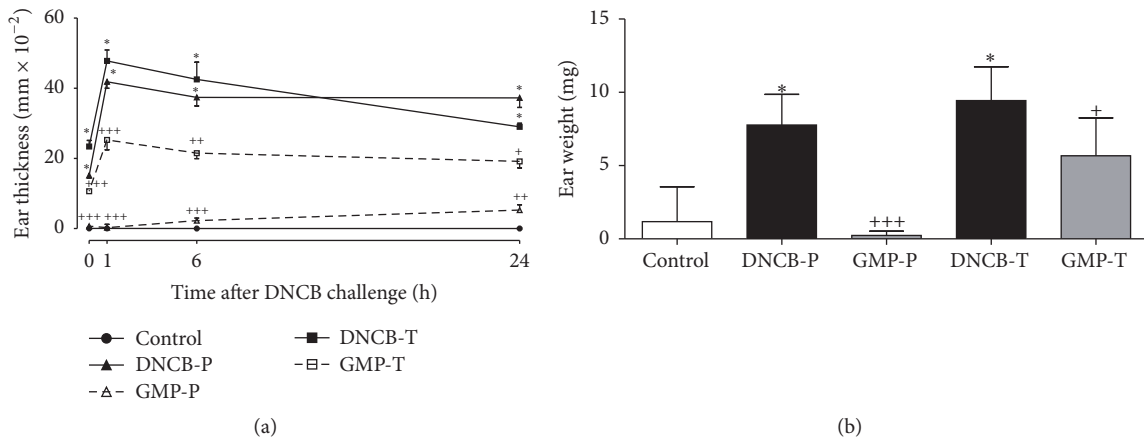 60
40
20
0
Ear thickness (mm × 10⁻²)
*
*
*
*
*
*
*
*
+++
++
+
+++
+++ +++
+++
++
0 1 6 24
Time after DNCB challenge (h)
Control
DNCB-P
GMP-P
DNCB-T
GMP-T
(a)
15
10
5
0
Ear weight (mg)
*
+++
*
+
Control DNCB-P GMP-P DNCB-T GMP-T
(b)